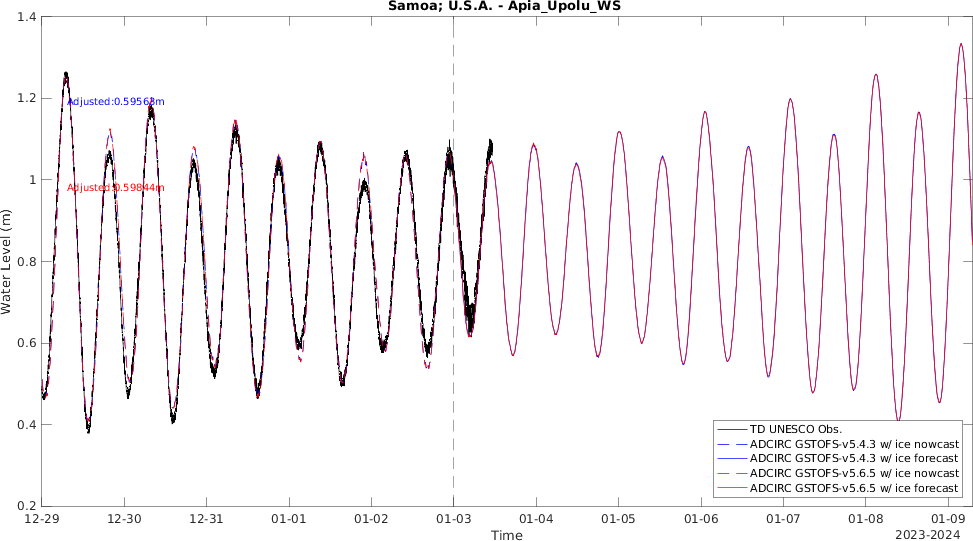 Samoa; U.S.A. - Apia_Upolu_WS
Water Level (m)
1.4
1.2
1
0.8
0.6
0.4
0.2
Adjusted:0.59563m
Adjusted:0.59844m
TD UNESCO Obs.
ADCIRC GSTOFS-v5.4.3 w/ ice nowcast
ADCIRC GSTOFS-v5.4.3 w/ ice forecast
ADCIRC GSTOFS-v5.6.5 w/ ice nowcast
ADCIRC GSTOFS-v5.6.5 w/ ice forecast
12-29 12-30 12-31 01-01 01-02 01-03 01-04 01-05 01-06 01-07 01-08 01-09
Time
2023-2024